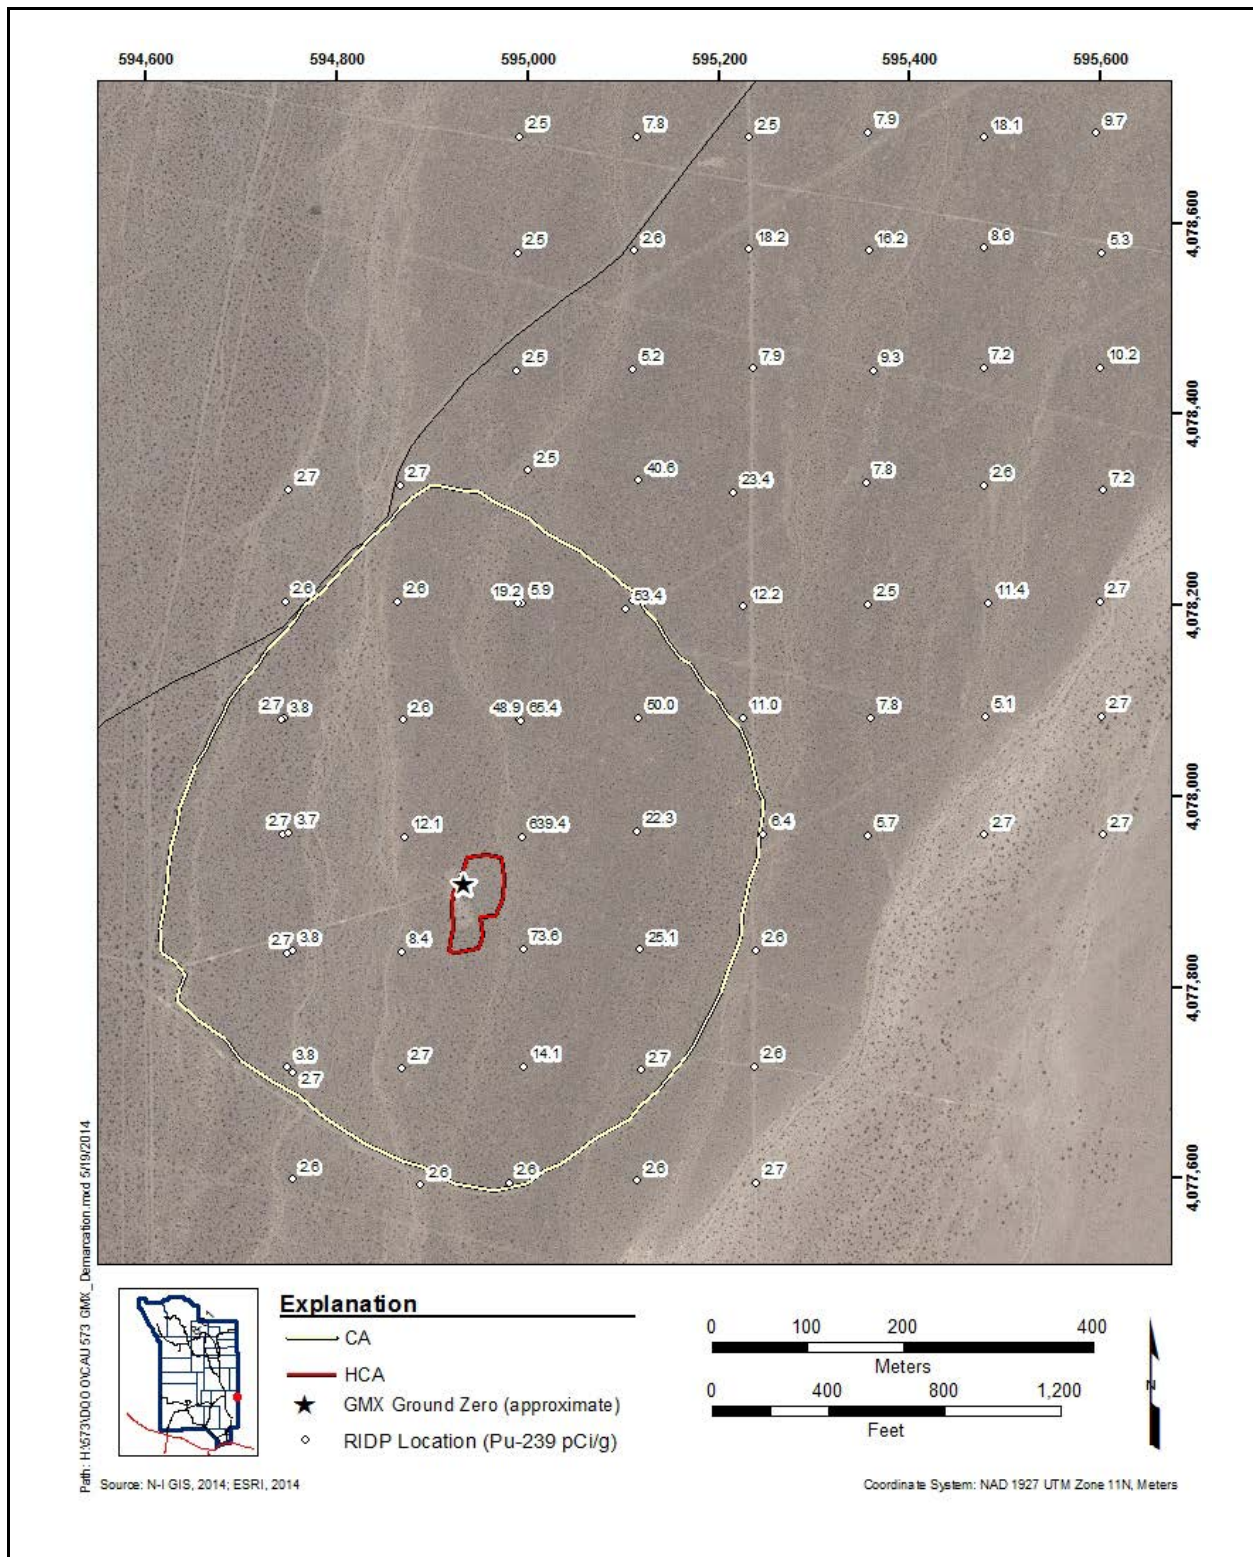 594,600 594,800 595,000 595,200 595,400 595,600
2.5 7.8 2.5 7.9 18.1 9.7
4,078,600
2.5 2.6 18.2 16.2 8.6 5.3
2.5 5.2 7.9 9.3 7.2 10.2
4,078,400
2.7 2.7 2.5 40.6 23.4 7.8 2.6 7.2
2.6 2.6 19.2 5.9 53.4 12.2 2.5 11.4 2.7
4,078,200
2.7 3.8 2.6 48.9 65.4 50.0 11.0 7.8 5.1 2.7
4,078,000
2.7 3.7 12.1 639.4 22.3 6.4 5.7 2.7 2.7
2.7 3.8 8.4 73.6 25.1 2.6
4,077,800
3.8 2.7 2.7 14.1 2.7 2.6
2.6 2.6 2.6 2.6 2.7
4,077,600
Explanation
CA
HCA
GMX Ground Zero (approximate)
RIDP Location (Pu-239 pCi/g)
0 100 200 400
Meters
0 400 800 1,200
Feet
N
Source: N-I GIS, 2014; ESRI, 2014
Coordinate System: NAD 1927 UTM Zone 11N, Meters